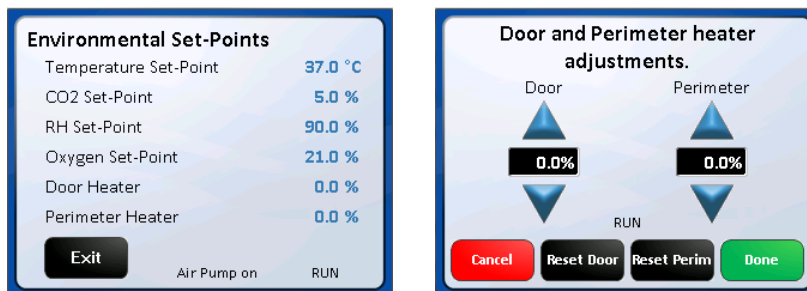 Environmental Set-Points
Temperature Set-Point 37.0 °C
CO2 Set-Point 5.0 %
RH Set-Point 90.0 %
Oxygen Set-Point 21.0 %
Door Heater 0.0 %
Perimeter Heater 0.0 %
Exit Air Pump on RUN
Door and Perimeter heater
adjustments.
Door Perimeter
0.0% 0.0%
RUN
Cancel Reset Door Reset Perim Done